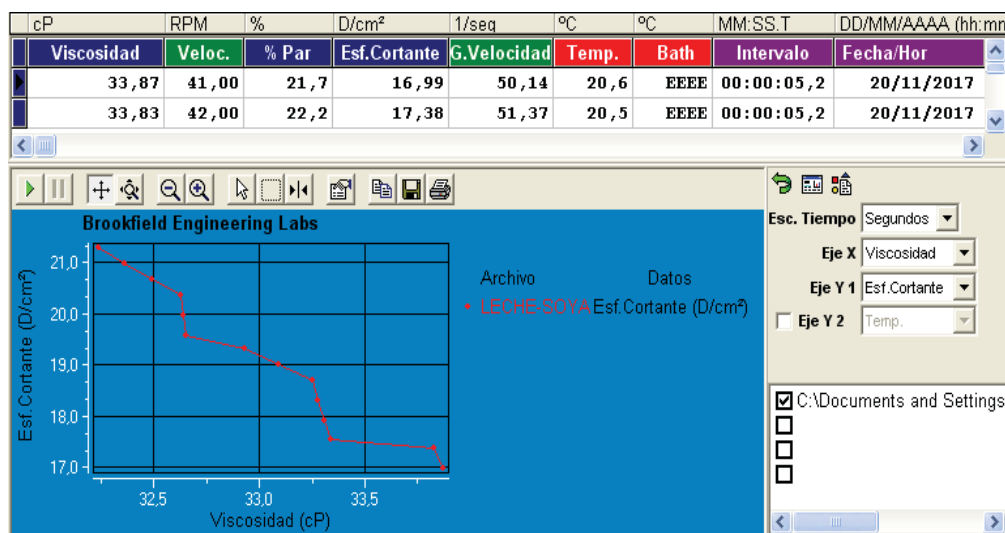 cP RPM % D/cm² 1/seq ºC ºC MM:SS.T DD/MM/AAAA (hh:mm
Viscosidad Veloc. % Par Esf.Cortante G.Velocidad Temp. Bath Intervalo Fecha/Hor
33,87 41,00 21,7 16,99 50,14 20,6 EEEE 00:00:05,2 20/11/2017
33,83 42,00 22,2 17,38 51,37 20,5 EEEE 00:00:05,2 20/11/2017
Brookfield Engineering Labs
Esf.Cortante (D/cm²)
21,0
20,0
19,0
18,0
17,0
32,5 33,0 33,5
Viscosidad (cP)
Archivo Datos
LECHE-SOYA Esf.Cortante (D/cm²)
Esc. Tiempo Segundos
Eje X Viscosidad
Eje Y 1 Esf.Cortante
Eje Y 2 Temp.
C:\Documents and Settings